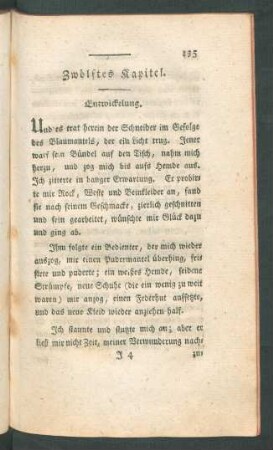 135
Zwölftes Kapitel.
Entwickelung.
Und es trat herein der Schneider im Gefolge
des Blaumantels, der ein Licht trug. Jener
warf sein Bündel auf den Tisch, nahm mich
herzu, und zog mich bis aufs Hemde aus.
Ich zitterte in banger Erwartung. Er probir=
te mir Rock, Weste und Beinkleider an, fand
sie nach seinem Geschmacke, zierlich geschnitten
und fein gearbeitet, wünschte mir Glück dazu
und ging ab.
Ihm folgte ein Bedienter, der mich wieder
auszog, mir einen Pudermantel überhing, fri=
sirte und puderte; ein weisses Hemde, seidene
Strümpfe, neue Schuhe (die ein wenig zu weit
waren) mir anzog, einen Federhut aufsetzte,
und das neue Kleid wieder anziehen half.
Ich staunte und stutzte mich an; aber er
ließ mir nicht Zeit, meiner Verwunderung nach=
J 4 zu=